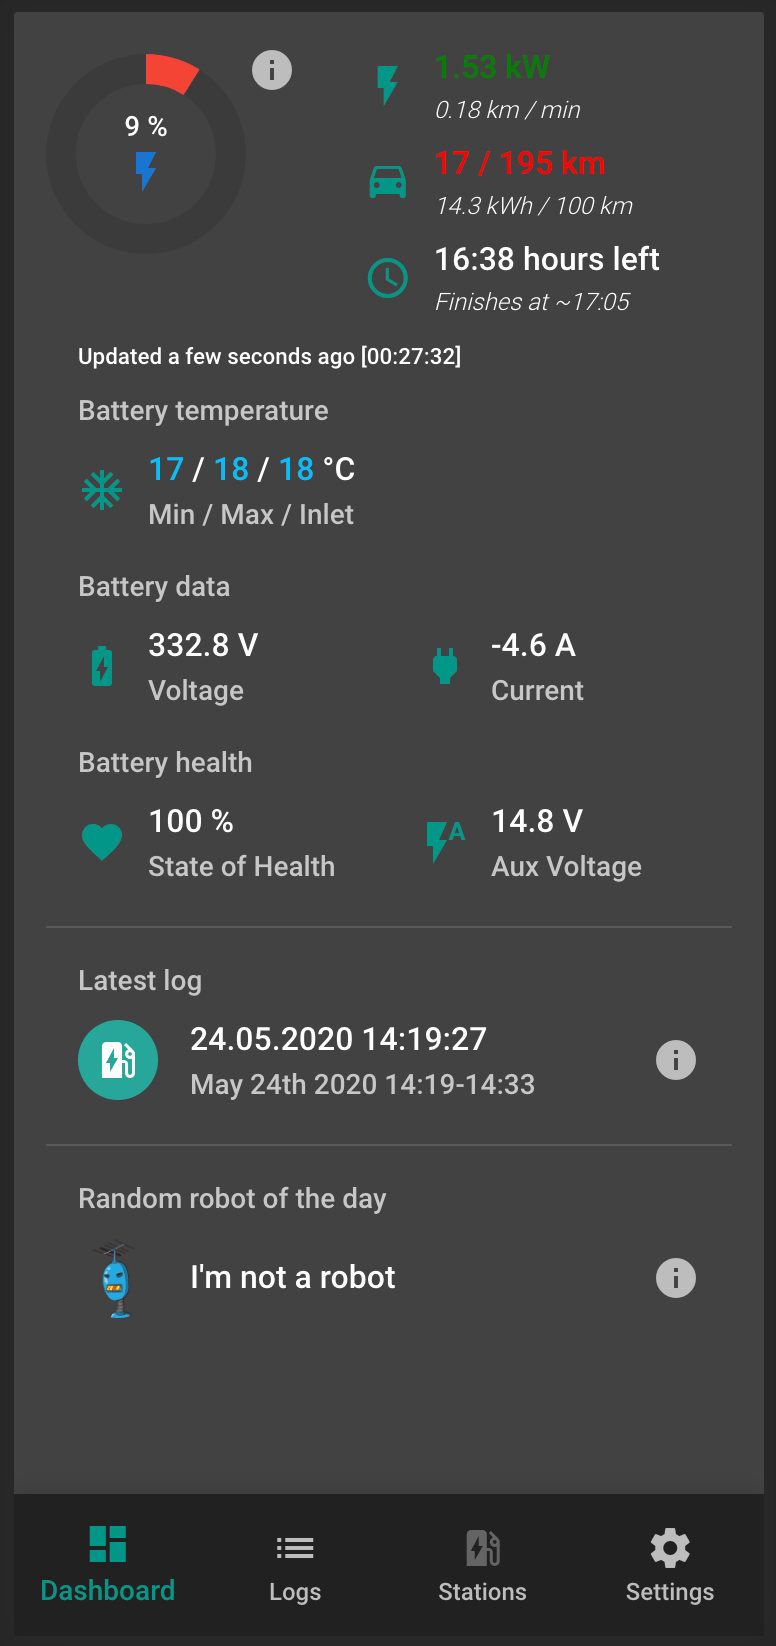 9 %
1.53 kW
0.18 km / min
17 / 195 km
14.3 kWh / 100 km
16:38 hours left
Finishes at ~17:05
Updated a few seconds ago [00:27:32]
Battery temperature
17 / 18 / 18 °C
Min / Max / Inlet
Battery data
332.8 V
Voltage
-4.6 A
Current
Battery health
100 %
State of Health
A
14.8 V
Aux Voltage
Latest log
24.05.2020 14:19:27
May 24th 2020 14:19-14:33
Random robot of the day
I'm not a robot
Dashboard
Logs
Stations
Settings